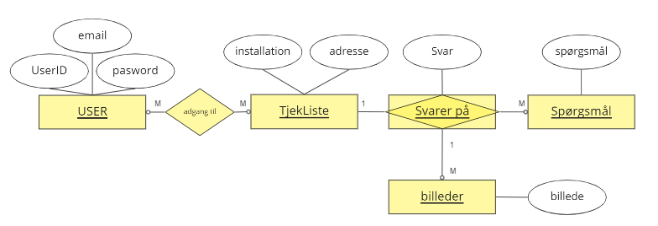 email
UserID
pasword
installation
adresse
Svar
spørgsmål
USER
M
adgang til
M
TjekListe
1
Svarer på
M
Spørgsmål
1
M
billeder
billede